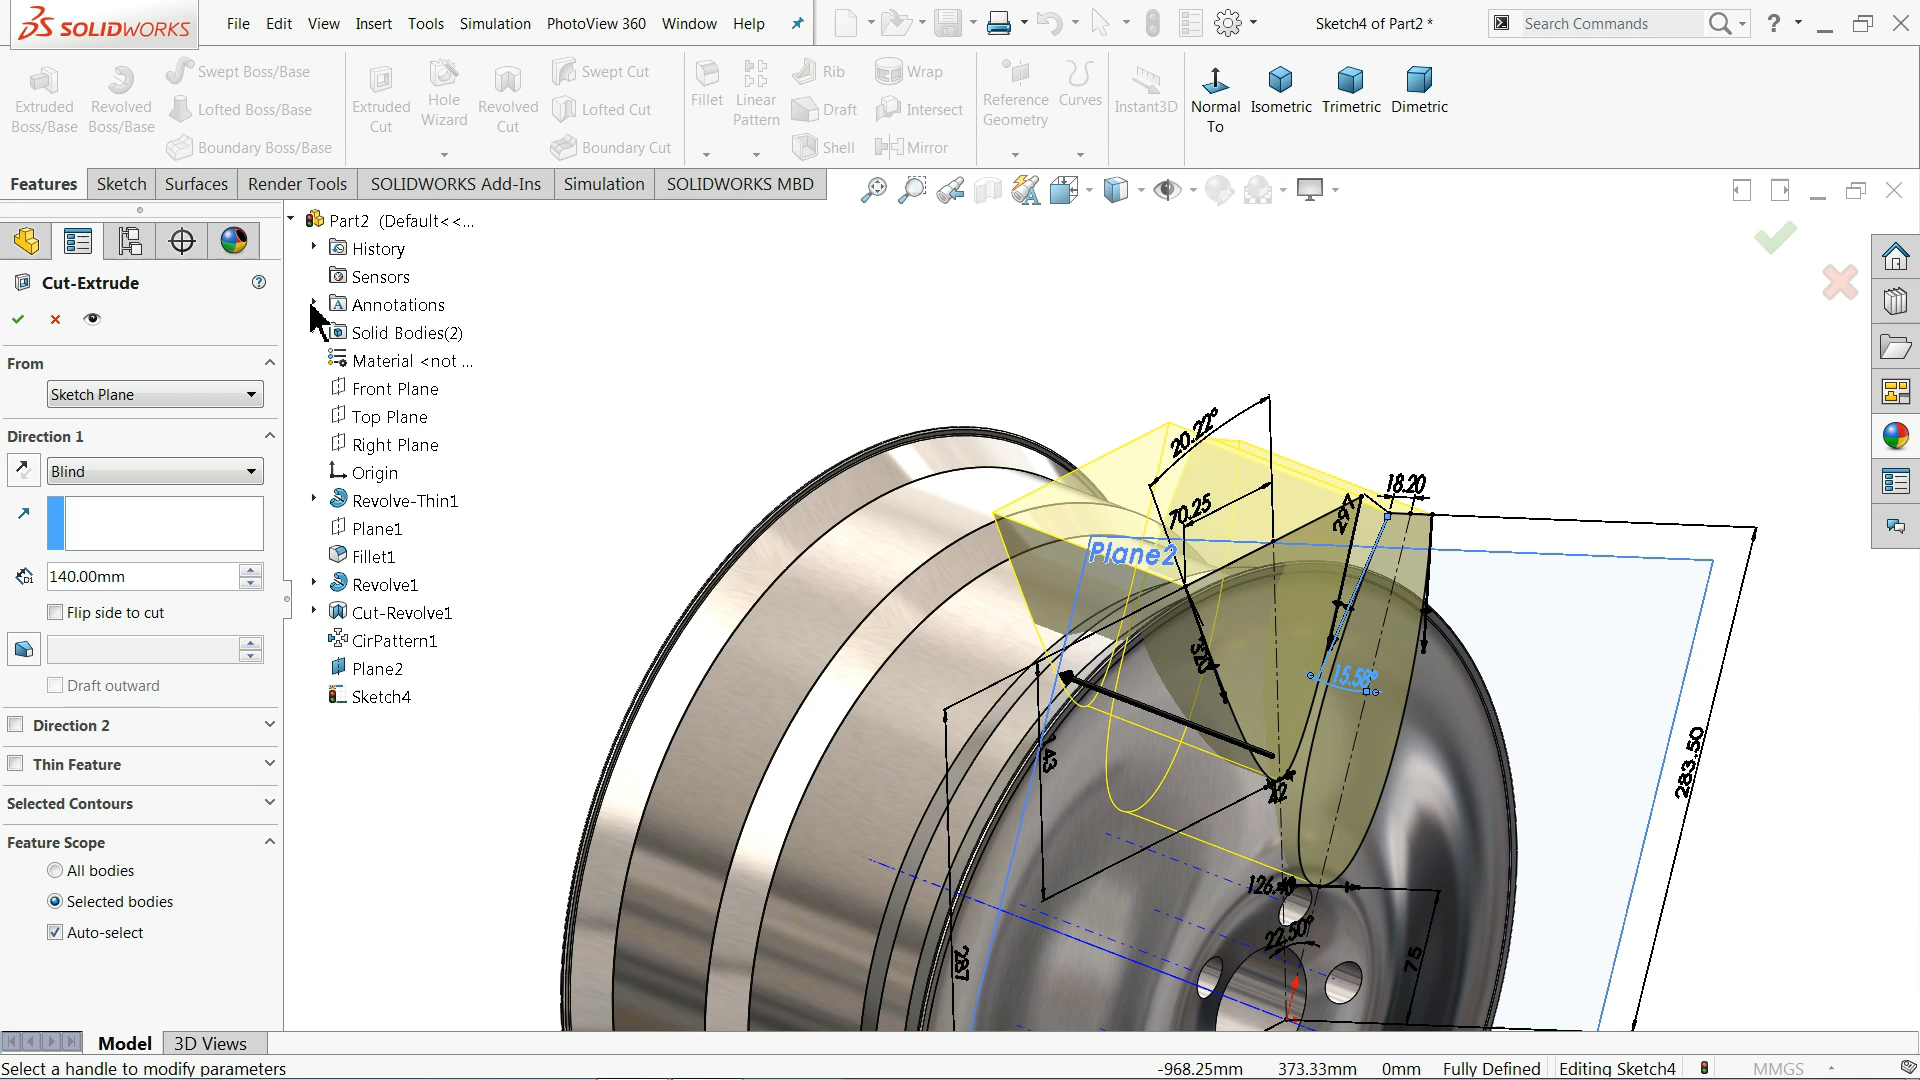 SOLIDWORKS
File Edit View Insert Tools Simulation PhotoView 360 Window Help
Sketch4 of Part2 *
Search Commands
?
Extruded Boss/Base
Revolved Boss/Base
Swept Boss/Base
Lofted Boss/Base
Boundary Boss/Base
Extruded Cut
Hole Wizard
Revolved Cut
Swept Cut
Lofted Cut
Boundary Cut
Fillet
Linear Pattern
Rib
Draft
Shell
Wrap
Intersect
Mirror
Reference Geometry
Curves
Instant3D
Normal To
Isometric
Trimetric
Dimetric
Features Sketch Surfaces Render Tools SOLIDWORKS Add-Ins Simulation SOLIDWORKS MBD
Cut-Extrude
From
Sketch Plane
Direction 1
Blind
140.00mm
Flip side to cut
Draft outward
Direction 2
Thin Feature
Selected Contours
Feature Scope
All bodies
Selected bodies
Auto-select
Part2 (Default<<...
History
Sensors
Annotations
Solid Bodies(2)
Material <not ...
Front Plane
Top Plane
Right Plane
Origin
Revolve-Thin1
Plane1
Fillet1
Revolve1
Cut-Revolve1
CirPattern1
Plane2
Sketch4
20.22°
70.25
18.20
297
Plane2
15.58°
143
283.50
22.50°
75
287
Model 3D Views
Select a handle to modify parameters
-968.25mm 373.33mm 0mm Fully Defined Editing Sketch4 MMGS